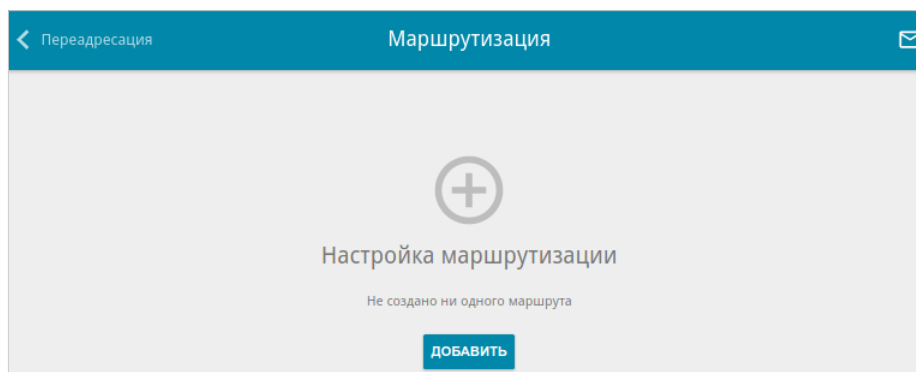 Переадресация
Маршрутизация
Настройка маршрутизации
Не создано ни одного маршрута
ДОБАВИТЬ